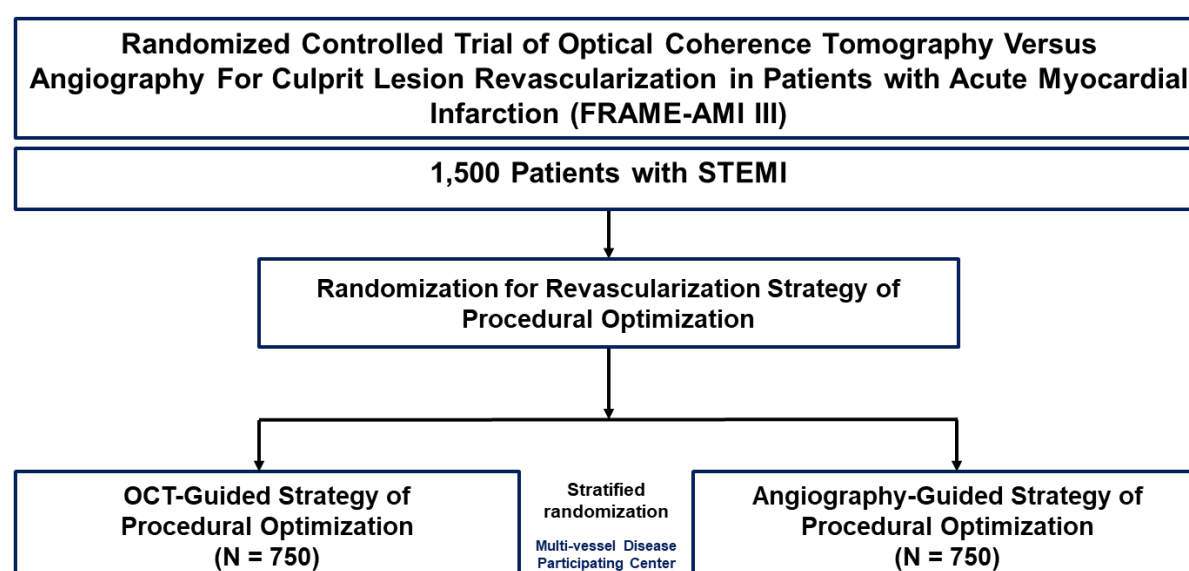 Randomized Controlled Trial of Optical Coherence Tomography Versus
Angiography For Culprit Lesion Revascularization in Patients with Acute Myocardial
Infarction (FRAME-AMI III)
1,500 Patients with STEMI
Randomization for Revascularization Strategy of
Procedural Optimization
OCT-Guided Strategy of
Procedural Optimization
(N = 750)
Stratified
randomization
Multi-vessel Disease
Participating Center
Angiography-Guided Strategy of
Procedural Optimization
(N = 750)